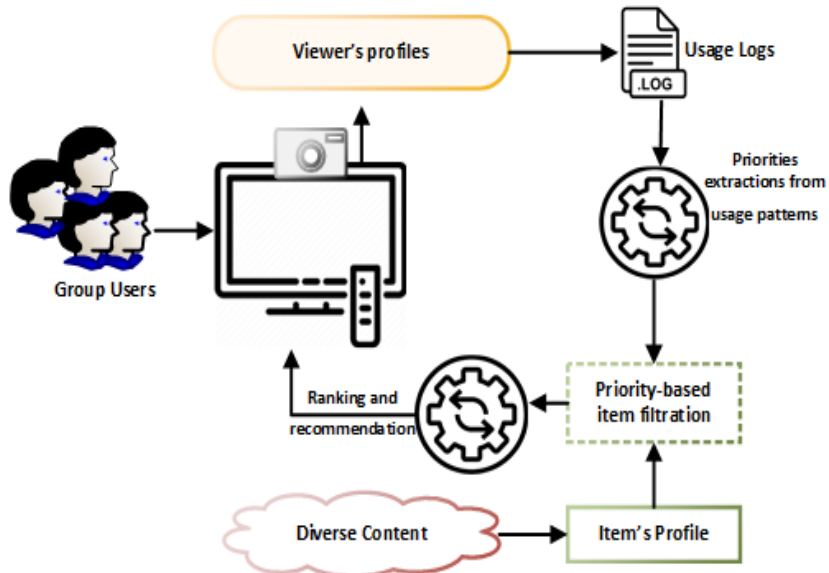 Viewer's profiles
Usage Logs
.LOG
Priorities
extractions from
usage patterns
Group Users
Ranking and
recommendation
Priority-based
item filtration
Diverse Content
Item's Profile